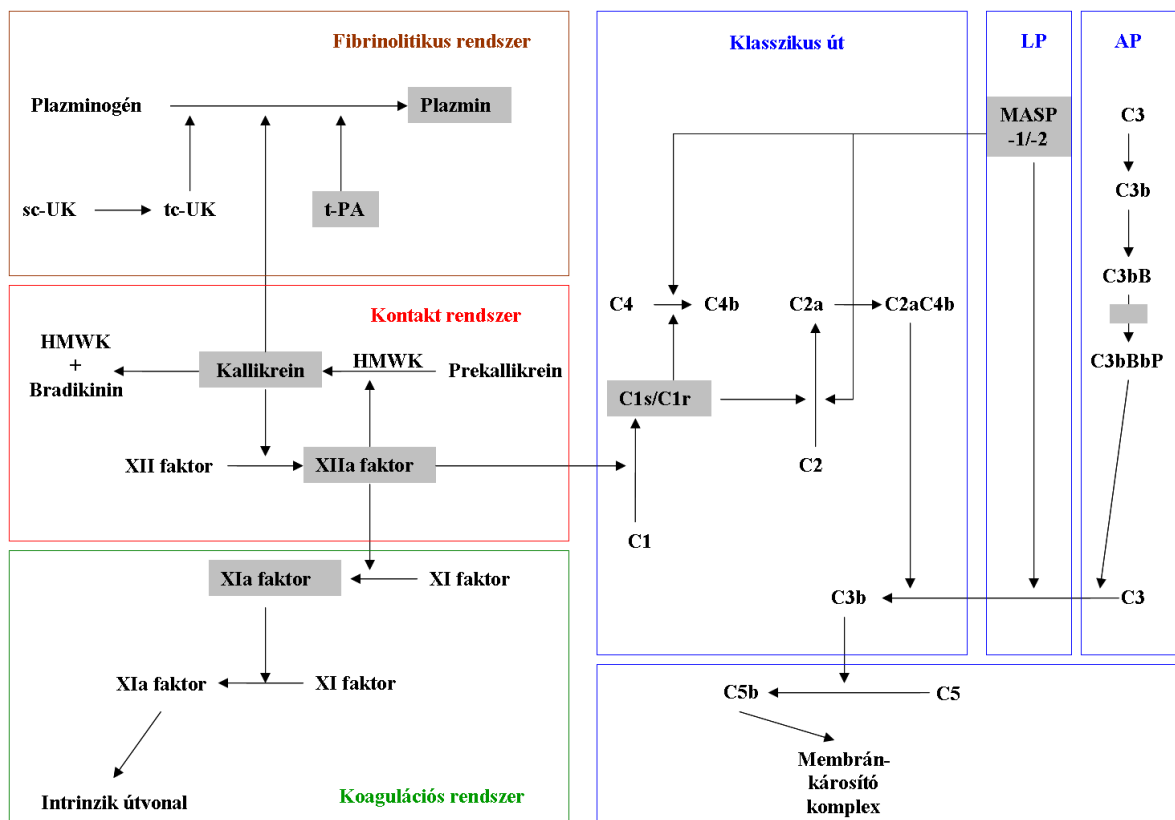 Fibrinolitikus rendszer
Plazminogén
Plazmin
sc-UK
tc-UK
t-PA
Kontakt rendszer
HMWK
+
Bradikinin
Kallikrein
HMWK
Prekallikrein
XII faktor
XIIa faktor
XIa faktor
XI faktor
XIa faktor
XI faktor
Intrinzik útvonal
Koagulációs rendszer
Klasszikus út
C4
C4b
C2a
C2aC4b
C1s/C1r
C2
C1
C3b
LP
MASP
-1/-2
AP
C3
C3b
C3bB
C3bBbP
C3
C5b
C5
Membrán-
károsító
komplex